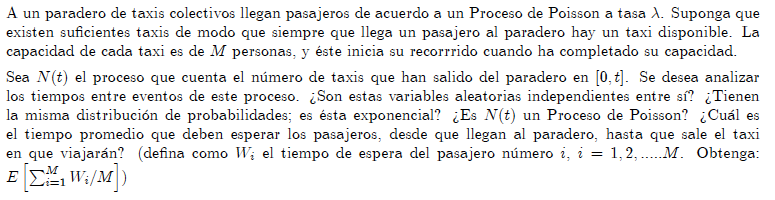 A un paradero de taxis colectivos llegan pasajeros de acuerdo a un Proceso de Poisson a tasa λ. Suponga que
existen suficientes taxis de modo que siempre que llega un pasajero al paradero hay un taxi disponible. La
capacidad de cada taxi es de M personas, y éste inicia su recorrrido cuando ha completado su capacidad.
Sea N(t) el proceso que cuenta el número de taxis que han salido del paradero en [0, t]. Se desea analizar
los tiempos entre eventos de este proceso. ¿Son estas variables aleatorias independientes entre sí? ¿Tienen
la misma distribución de probabilidades; es ésta exponencial? ¿Es N(t) un Proceso de Poisson? ¿Cuál es
el tiempo promedio que deben esperar los pasajeros, desde que llegan al paradero, hasta que sale el taxi
en que viajarán? (defina como W_i el tiempo de espera del pasajero número i, i = 1, 2, .....M. Obtenga:
E [∑_{i=1}^{M} W_i/M])